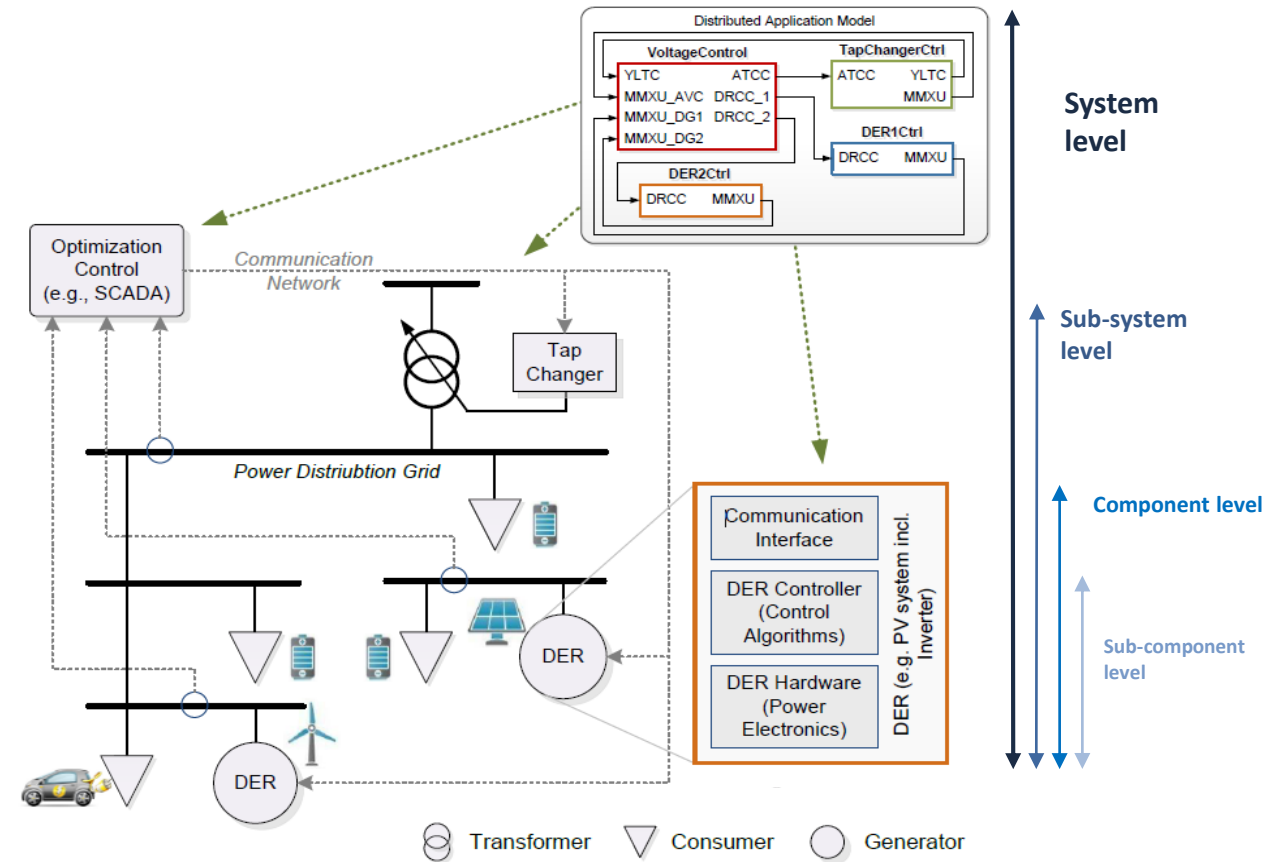 Distributed Application Model
VoltageControl
TapChangerCtrl
YLTC ATCC
MMXU_AVC DRCC_1
MMXU_DG1 DRCC_2
MMXU_DG2
ATCC YLTC
MMXU
DER1Ctrl
DRCC MMXU
DER2Ctrl
DRCC MMXU
System
level
Optimization
Control
(e.g., SCADA)
Communication
Network
Tap
Changer
Sub-system
level
Power Distriubtion Grid
Communication
Interface
DER Controller
(Control
Algorithms)
DER Hardware
(Power
Electronics)
DER (e.g. PV system incl.
Inverter)
Component level
Sub-component
level
DER
DER
Transformer
Consumer
Generator